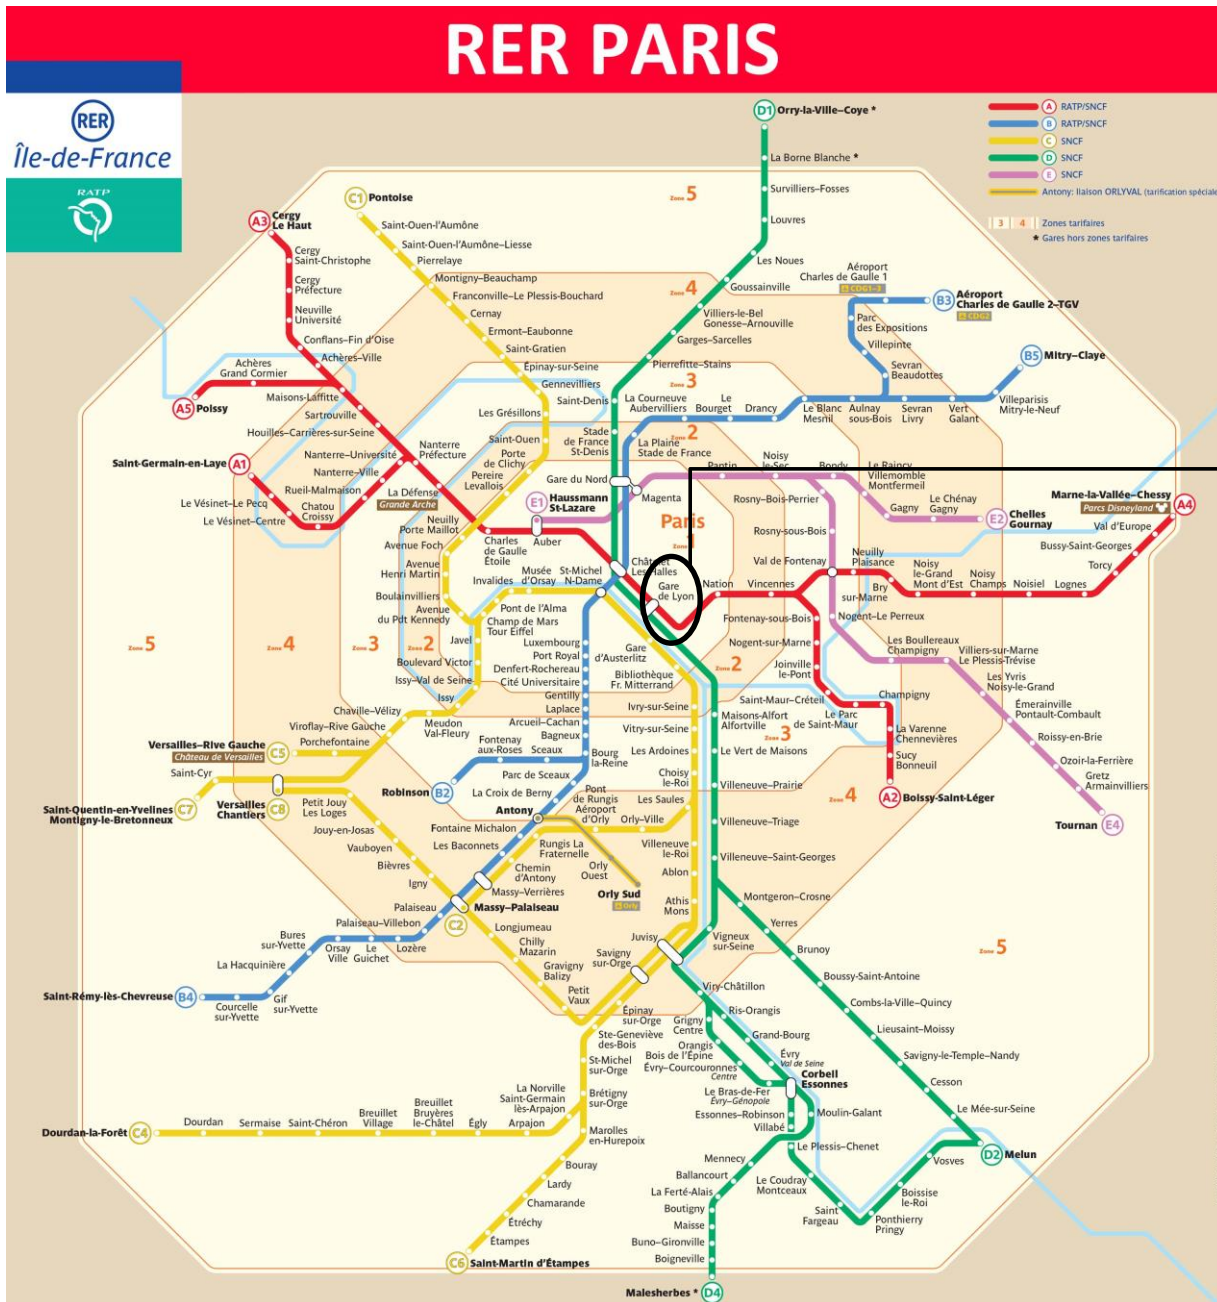 RER PARIS
RER
Île-de-France
RATP
A RATP/SNCF
B RATP/SNCF
C SNCF
D SNCF
E SNCF
Antony: liaison ORLYVAL (tarification spéciale
3 4 Zones tarifaires
* Gares hors zones tarifaires
D1 Orry-la-Ville–Coye *
La Borne Blanche *
Survilliers–Fosses
Louvres
Les Noues
Goussainville
Villiers-le-Bel
Gonesse–Arnouville
Garges–Sarcelles
Pierrefitte–Stains
Saint-Denis
Stade
de France
St-Denis
Gare du Nord
Zone 5
Zone 4
Zone 3
Zone 2
Paris
Zone 1
C1 Pontoise
Saint-Ouen-l'Aumône
Saint-Ouen-l'Aumône–Liesse
Pierrelaye
Montigny–Beauchamp
Franconville–Le Plessis-Bouchard
Cernay
Ermont–Eaubonne
Saint-Gratien
Épinay-sur-Seine
Gennevilliers
Les Grésillons
Saint-Ouen
Porte
de Clichy
Pereire
Levallois
Neuilly
Porte Maillot
Avenue Foch
Avenue
Henri Martin
Boulainvilliers
Avenue
du Pdt Kennedy
A3 Cergy
Le Haut
Cergy
Saint-Christophe
Cergy
Préfecture
Neuville
Université
Conflans–Fin d'Oise
Achères–Ville
Achères
Grand Cormier
A5 Poissy
Maisons-Laffitte
Sartrouville
Houilles–Carrières-sur-Seine
Saint-Germain-en-Laye A1
Le Vésinet–Le Pecq
Le Vésinet–Centre
Chatou
Croissy
Rueil-Malmaison
Nanterre–Ville
Nanterre–Université
Nanterre
Préfecture
La Défense
Grande Arche
Charles
de Gaulle
Étoile
Auber
E1 Haussmann
St-Lazare
Magenta
Châtelet
Les Halles
Gare
de Lyon
Nation
Vincennes
Val de Fontenay
Neuilly
Plaisance
Bry
sur-Marne
Noisy
le-Grand
Mont d'Est
Noisy
Champs
Noisiel
Lognes
Torcy
Bussy-Saint-Georges
Val d'Europe
Marne-la-Vallée–Chessy
Parcs Disneyland
A4
Fontenay-sous-Bois
Nogent-sur-Marne
Joinville
le-Pont
Saint-Maur–Créteil
Le Parc
de Saint-Maur
Champigny
La Varenne
Chennevières
Sucy
Bonneuil
A2 Boissy-Saint-Léger
Aéroport
Charles de Gaulle 1
CDG1-3
B3 Aéroport
Charles de Gaulle 2–TGV
CDG2
Parc
des Expositions
Villepinte
Sevran
Beaudottes
B5 Mitry–Claye
Villeparisis
Mitry-le-Neuf
Vert
Galant
Sevran
Livry
Aulnay
sous-Bois
Le Blanc
Mesnil
Drancy
Le
Bourget
La Courneuve
Aubervilliers
La Plaine
Stade de France
Pantin
Noisy
le-Sec
Bondy
Le Raincy
Villemomble
Montfermeil
Gagny
Le Chénay
Gagny
E2 Chelles
Gournay
Rosny–Bois-Perrier
Rosny-sous-Bois
Nogent–Le Perreux
Les Boullereaux
Champigny
Villiers-sur-Marne
Le Plessis-Trévise
Les Yvris
Noisy-le-Grand
Émerainville
Pontault-Combault
Roissy-en-Brie
Ozoir-la-Ferrière
Gretz
Armainvilliers
Tournan E4
Invalides
Musée
d'Orsay
St-Michel
N-Dame
Pont de l'Alma
Champ de Mars
Tour Eiffel
Javel
Boulevard Victor
Issy–Val de Seine
Issy
Meudon
Val-Fleury
Chaville–Vélizy
Viroflay–Rive Gauche
Porchefontaine
Versailles–Rive Gauche
Château de Versailles
C5
Saint-Cyr
Saint-Quentin-en-Yvelines
Montigny-le-Bretonneux
C7
Versailles
Chantiers
C8
Petit Jouy
Les Loges
Jouy-en-Josas
Vauboyen
Bièvres
Igny
C2
Massy–Palaiseau
Massy–Verrières
Chemin
d'Antony
Rungis La
Fraternelle
Pont
de Rungis
Aéroport
d'Orly
Orly–Ville
Les Saules
Orly
Ouest
Orly Sud
Orly
Luxembourg
Port Royal
Denfert-Rochereau
Cité Universitaire
Gentilly
Laplace
Arcueil–Cachan
Bagneux
Bourg
la-Reine
Sceaux
Fontenay
aux-Roses
Robinson B2
Parc de Sceaux
La Croix de Berny
Antony
Fontaine Michalon
Les Baconnets
Palaiseau
Palaiseau–Villebon
Lozère
Le
Guichet
Orsay
Ville
Bures
sur-Yvette
La Hacquinière
Gif
sur-Yvette
Courcelle
sur-Yvette
Saint-Rémy-lès-Chevreuse B4
Gare
d'Austerlitz
Bibliothèque
Fr. Mitterrand
Ivry-sur-Seine
Vitry-sur-Seine
Les Ardoines
Choisy
le-Roi
Villeneuve
le-Roi
Ablon
Athis
Mons
Juvisy
Savigny
sur-Orge
Épinay
sur-Orge
Longjumeau
Chilly
Mazarin
Gravigny
Balizy
Petit
Vaux
Ste-Geneviève
des-Bois
St-Michel
sur-Orge
Brétigny
sur-Orge
Marolles
en-Hurepoix
Bouray
Lardy
Chamarande
Étréchy
Étampes
C6 Saint-Martin d'Étampes
La Norville
Saint-Germain
lès-Arpajon
Arpajon
Égly
Breuillet
Bruyères
le-Châtel
Breuillet
Village
Saint-Chéron
Sermaise
Dourdan
Dourdan-la-Forêt C4
Maisons-Alfort
Alfortville
Le Vert de Maisons
Villeneuve–Prairie
Villeneuve–Triage
Villeneuve–Saint-Georges
Vigneux
sur-Seine
Montgeron–Crosne
Yerres
Brunoy
Boussy-Saint-Antoine
Combs-la-Ville–Quincy
Lieusaint–Moissy
Savigny-le-Temple–Nandy
Cesson
Le Mée-sur-Seine
D2 Melun
Vosves
Boissise
le-Roi
Ponthierry
Pringy
Saint
Fargeau
Le Coudray
Montceaux
Le Plessis–Chenet
Viry–Châtillon
Ris-Orangis
Grand-Bourg
Évry
Val de Seine
Grigny
Centre
Orangis
Bois de l'Épine
Évry–Courcouronnes
Centre
Le Bras-de-Fer
Évry–Génopole
Corbeil
Essonnes
Essonnes–Robinson
Villabé
Moulin-Galant
Mennecy
Ballancourt
La Ferté-Alais
Boutigny
Maisse
Buno–Gironville
Boigneville
Malesherbes * D4
Zone 5
Zone 4
Zone 3
Zone 2
Zone 2
Zone 3
Zone 4
Zone 5